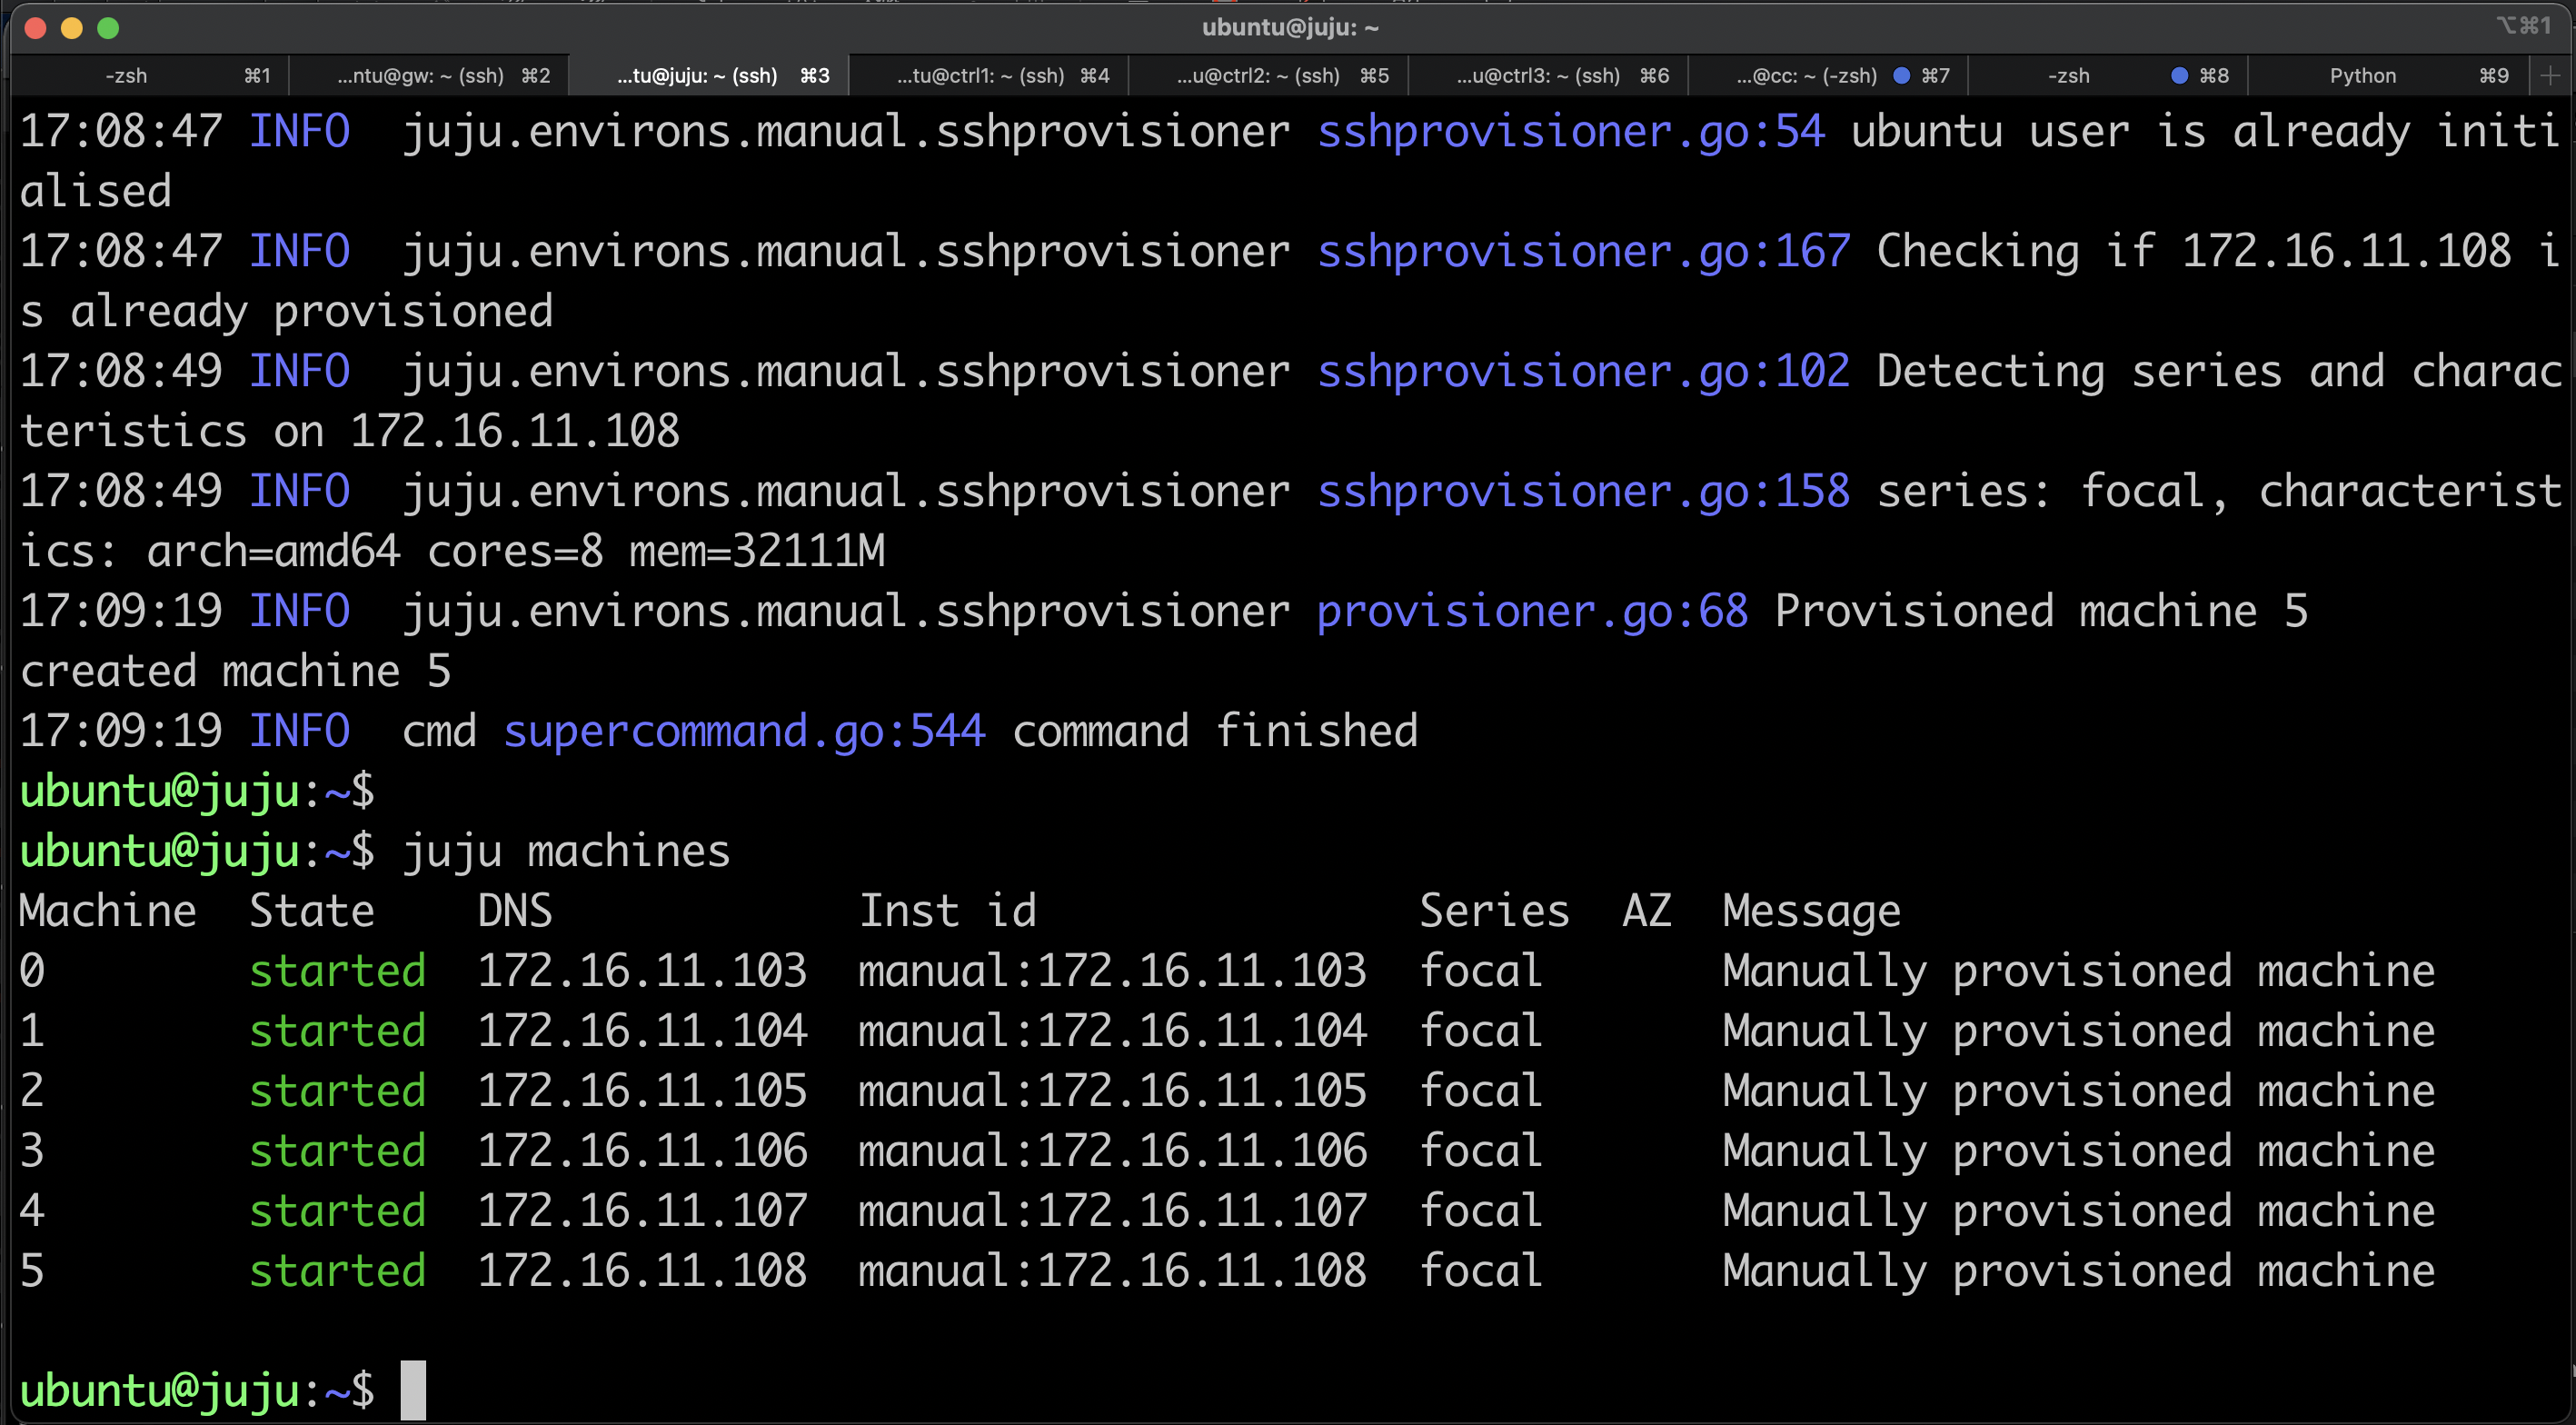 ubuntu@juju: ~
⌥⌘1
-zsh ⌘1 ...ntu@gw: ~ (ssh) ⌘2 ...tu@juju: ~ (ssh) ⌘3 ...tu@ctrl1: ~ (ssh) ⌘4 ...u@ctrl2: ~ (ssh) ⌘5 ...u@ctrl3: ~ (ssh) ⌘6 ...@cc: ~ (-zsh) ⌘7 -zsh ⌘8 Python ⌘9
17:08:47 INFO  juju.environs.manual.sshprovisioner sshprovisioner.go:54 ubuntu user is already initi
alised
17:08:47 INFO  juju.environs.manual.sshprovisioner sshprovisioner.go:167 Checking if 172.16.11.108 i
s already provisioned
17:08:49 INFO  juju.environs.manual.sshprovisioner sshprovisioner.go:102 Detecting series and charac
teristics on 172.16.11.108
17:08:49 INFO  juju.environs.manual.sshprovisioner sshprovisioner.go:158 series: focal, characterist
ics: arch=amd64 cores=8 mem=32111M
17:09:19 INFO  juju.environs.manual.sshprovisioner provisioner.go:68 Provisioned machine 5
created machine 5
17:09:19 INFO  cmd supercommand.go:544 command finished
ubuntu@juju:~$
ubuntu@juju:~$ juju machines
Machine  State    DNS            Inst id               Series  AZ  Message
0        started  172.16.11.103  manual:172.16.11.103  focal       Manually provisioned machine
1        started  172.16.11.104  manual:172.16.11.104  focal       Manually provisioned machine
2        started  172.16.11.105  manual:172.16.11.105  focal       Manually provisioned machine
3        started  172.16.11.106  manual:172.16.11.106  focal       Manually provisioned machine
4        started  172.16.11.107  manual:172.16.11.107  focal       Manually provisioned machine
5        started  172.16.11.108  manual:172.16.11.108  focal       Manually provisioned machine
ubuntu@juju:~$